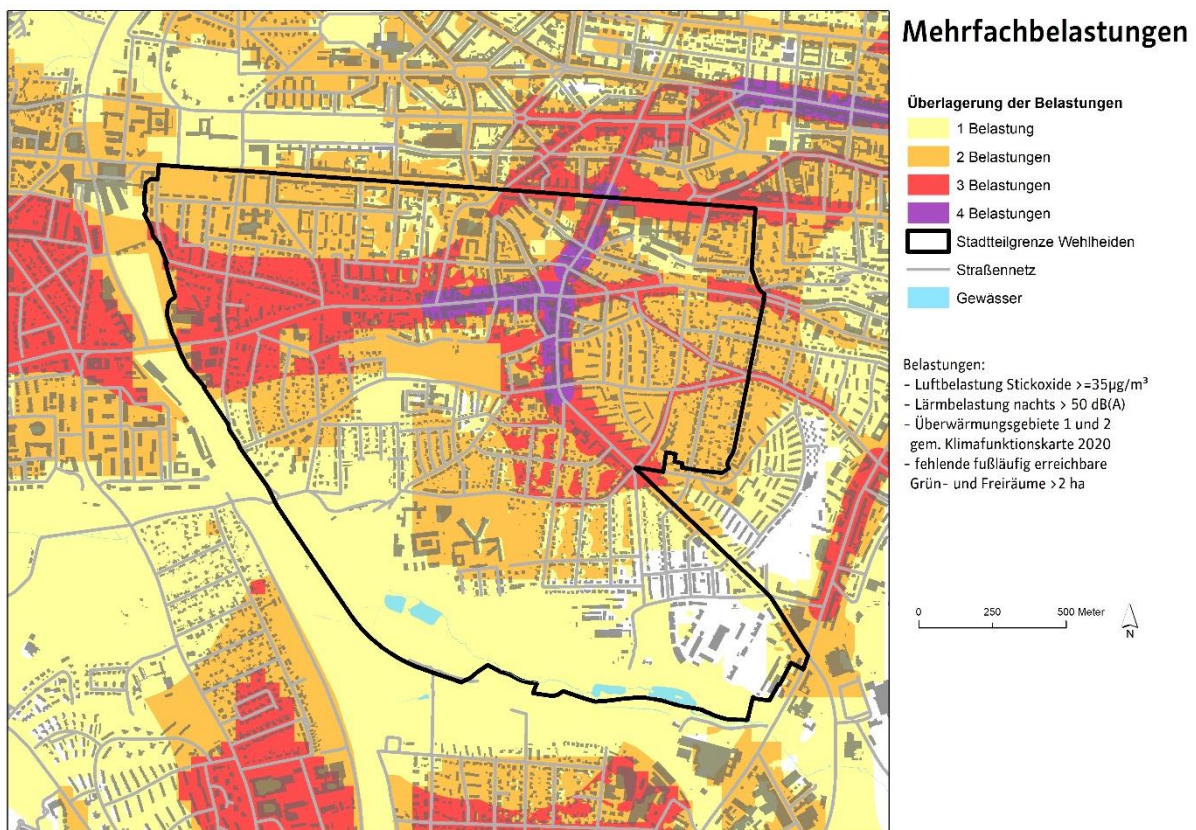 Mehrfachbelastungen
Überlagerung der Belastungen
1 Belastung
2 Belastungen
3 Belastungen
4 Belastungen
Stadtteilgrenze Wehlheiden
Straßennetz
Gewässer
Belastungen:
- Luftbelastung Stickoxide >=35µg/m³
- Lärmbelastung nachts > 50 dB(A)
- Überwärmungsgebiete 1 und 2
gem. Klimafunktionskarte 2020
- fehlende fußläufig erreichbare
Grün- und Freiräume >2 ha
0 250 500 Meter
N